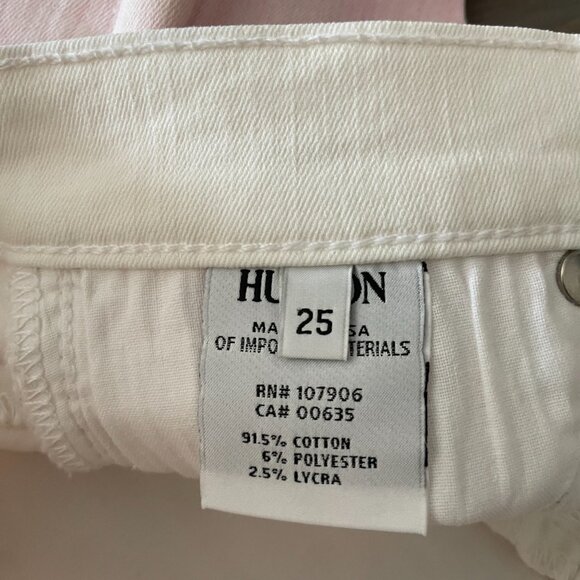 HU ON
25
MA SA
OF IMPO TERIALS
RN# 107906
CA# 00635
91.5% COTTON
6% POLYESTER
2.5% LYCRA